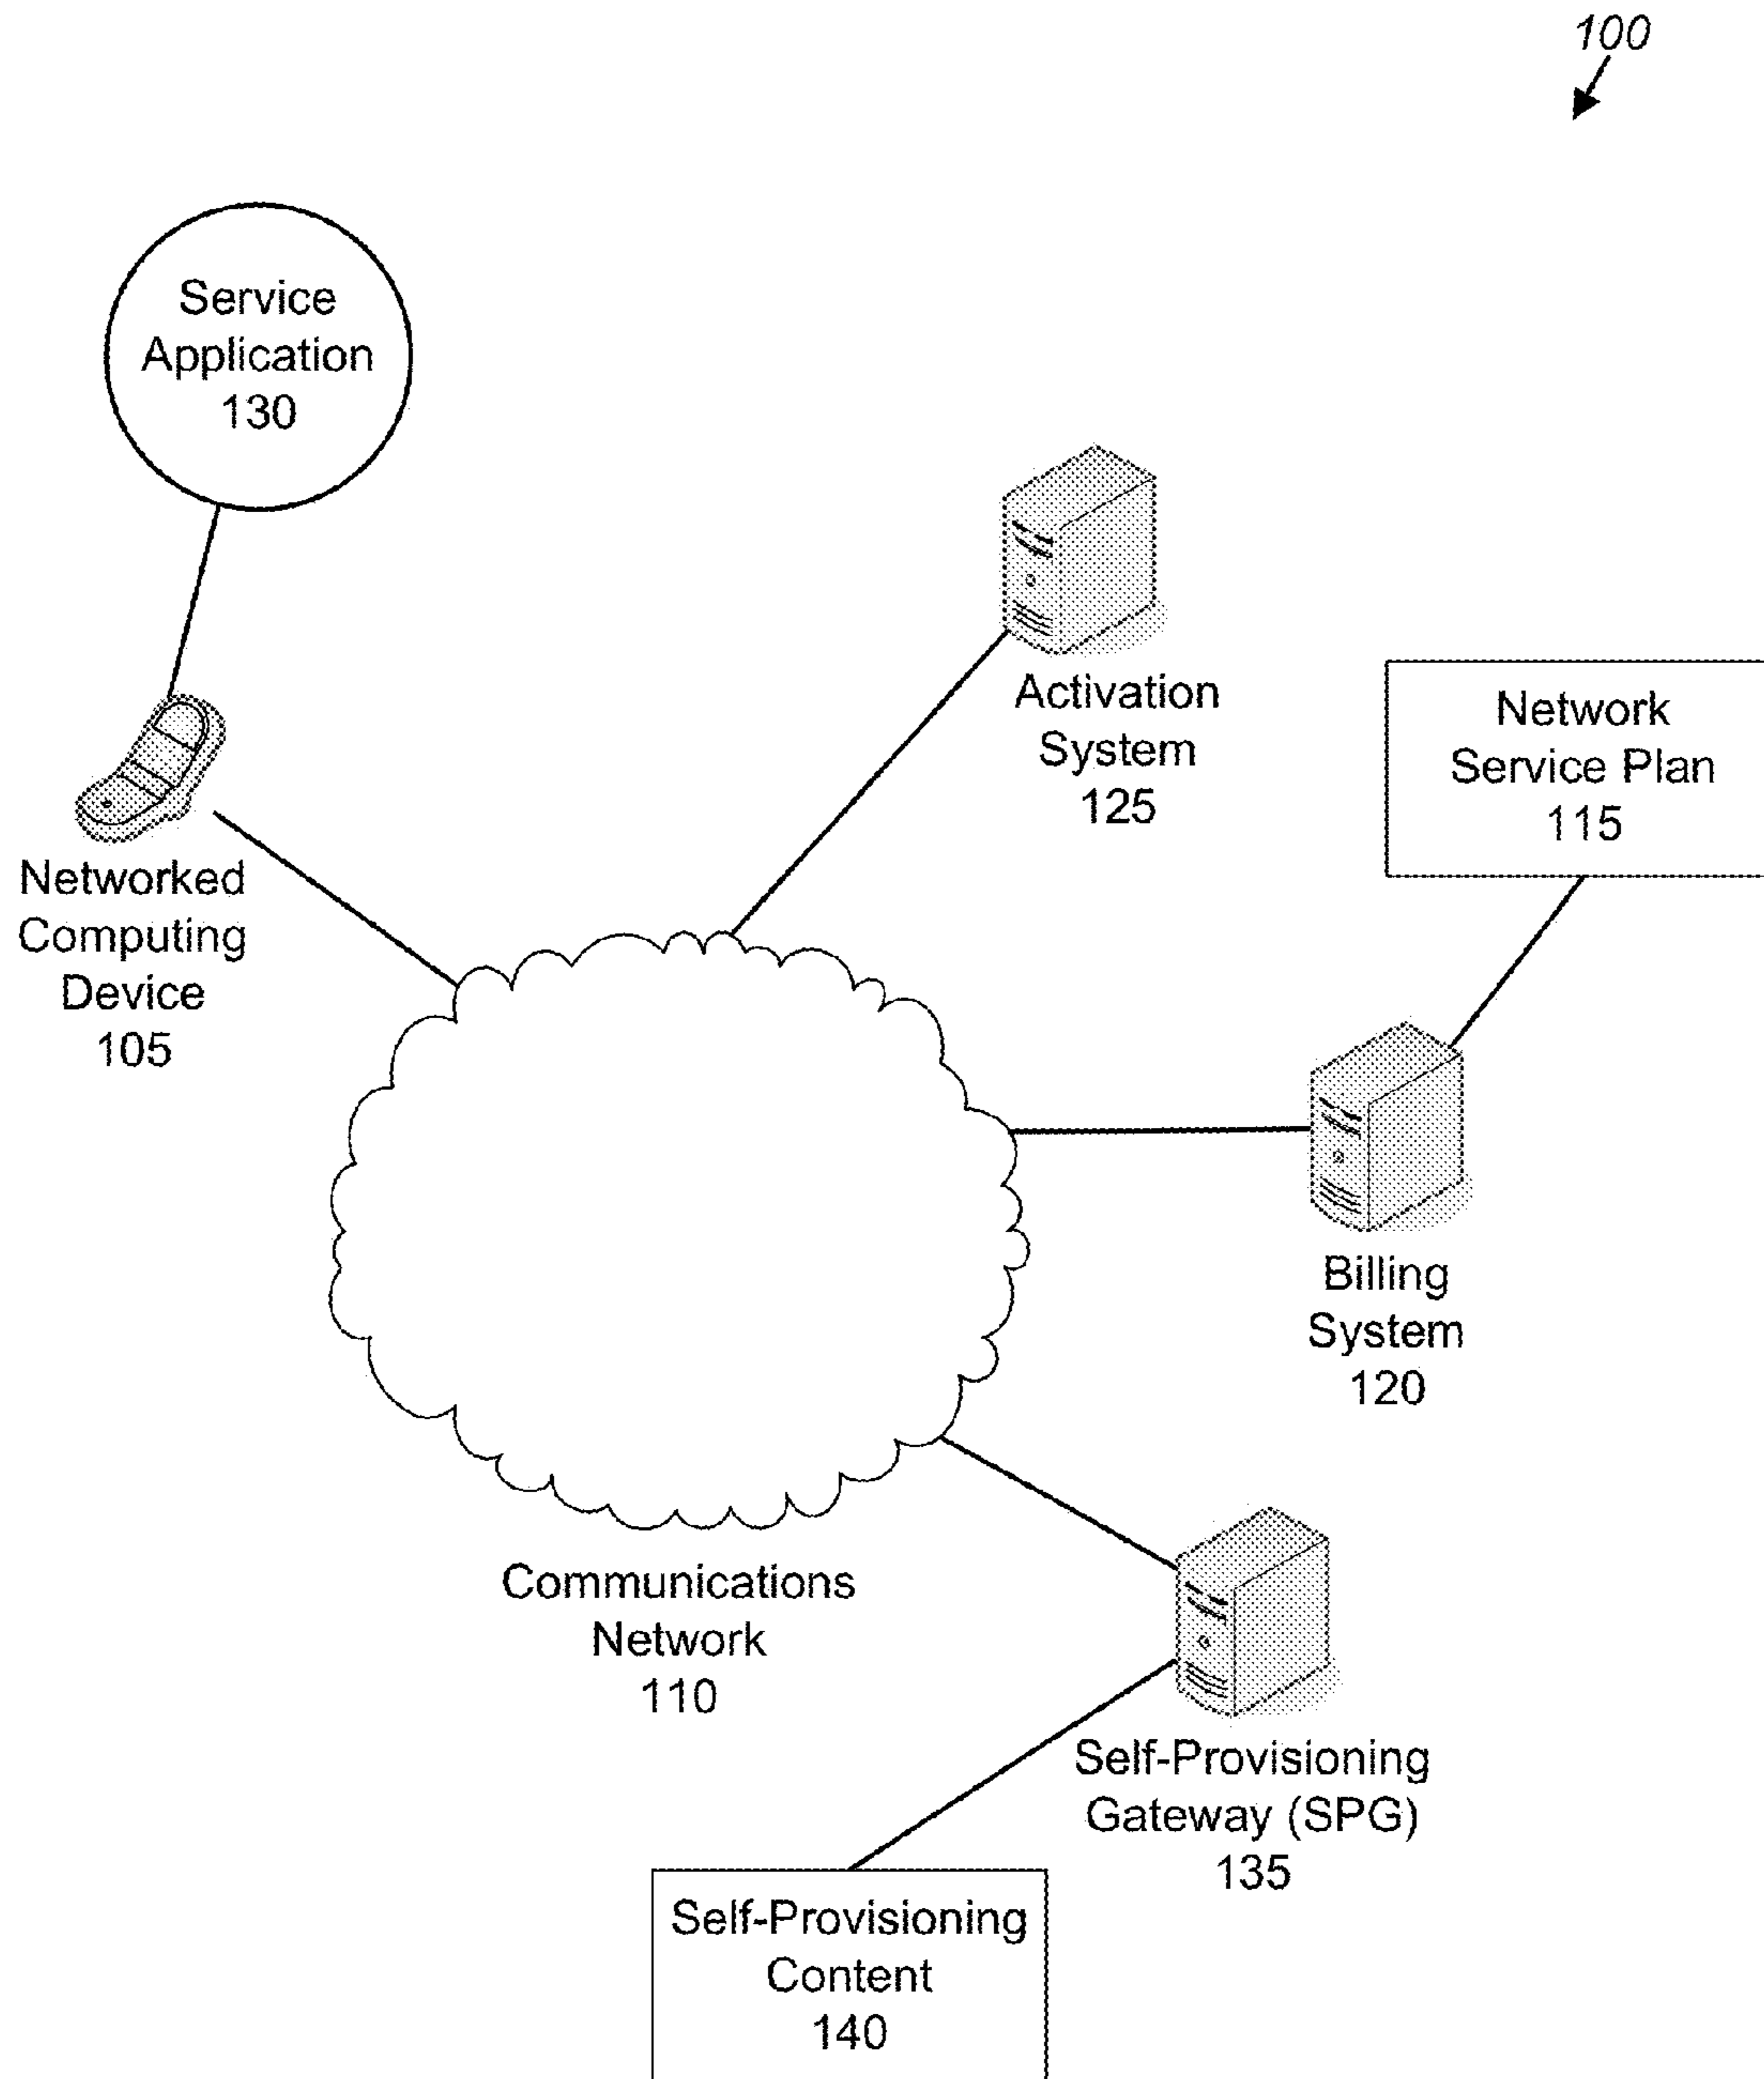 100
Service
Application
130
Activation
System
125
Network
Service Plan
115
Networked
Computing
Device
105
Billing
System
120
Communications
Network
110
Self-Provisioning
Gateway (SPG)
135
Self-Provisioning
Content
140